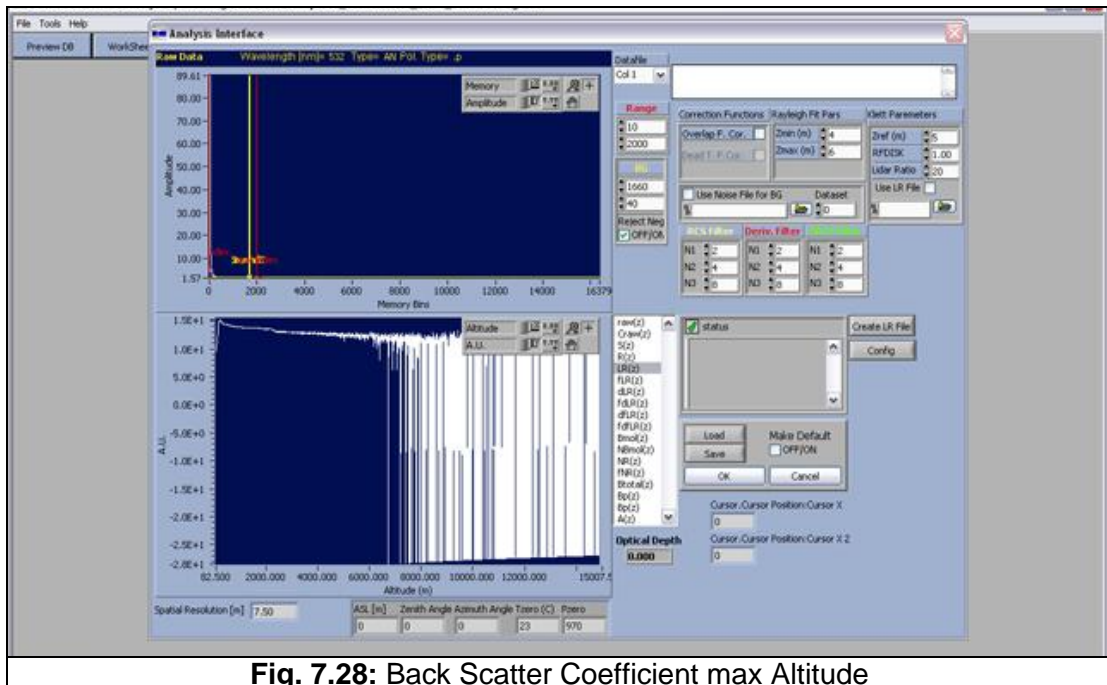 File Tools Help
Preview DB WorkShee
Analysis Interface
Raw Data Wavelength [nm]= 532 Type= AN Pol. Type= .p
Amplitude
89.61
80.00
70.00
60.00
50.00
40.00
30.00
20.00
10.00
1.57
0 2000 4000 6000 8000 10000 12000 14000 16379
Memory Bins
Memory
Amplitude
A.U.
1.5E+1
1.0E+1
5.0E+0
0.0E+0
-5.0E+0
-1.0E+1
-1.5E+1
-2.0E+1
-2.5E+1
-2.8E+1
82.500 2000.000 4000.000 6000.000 8000.000 10000.000 12000.000 15007.5
Altitude (m)
Altitude
A.U.
Spatial Resolution [m] 7.50
ASL [m] Zenith Angle Azimuth Angle Tzero (C) Pzero
0 0 0 23 970
Datafile
Col 1
Range
10
2000
BG
1660
40
Reject Neg
OFF/ON
Correction Functions
Overlap F. Cor.
Dead T. F. Cor.
Rayleigh Fit Pars
Zmin (m) 4
Zmax (m) 6
Klett Paremeters
Zref (m) 5
RFDZSK 1.00
Lidar Ratio 20
Use LR File
Use Noise File for BG Dataset
0
RCS Filter Deriv. Filter
N1 2 N1 2 N1 2
N2 4 N2 4 N2 4
N3 8 N3 8 N3 8
raw(z)
Craw(z)
S(z)
R(z)
LR(z)
fLR(z)
dLR(z)
fdLR(z)
dfLR(z)
fdfLR(z)
Bmol(z)
NBmol(z)
NR(z)
fNR(z)
Btotal(z)
Bp(z)
Bp(z)
A(z)
status
Create LR File
Config
Load
Save
Make Default
OFF/ON
OK Cancel
Optical Depth
0.000
Cursor.Cursor Position:Cursor X
0
Cursor.Cursor Position:Cursor X 2
0
Fig. 7.28: Back Scatter Coefficient max Altitude